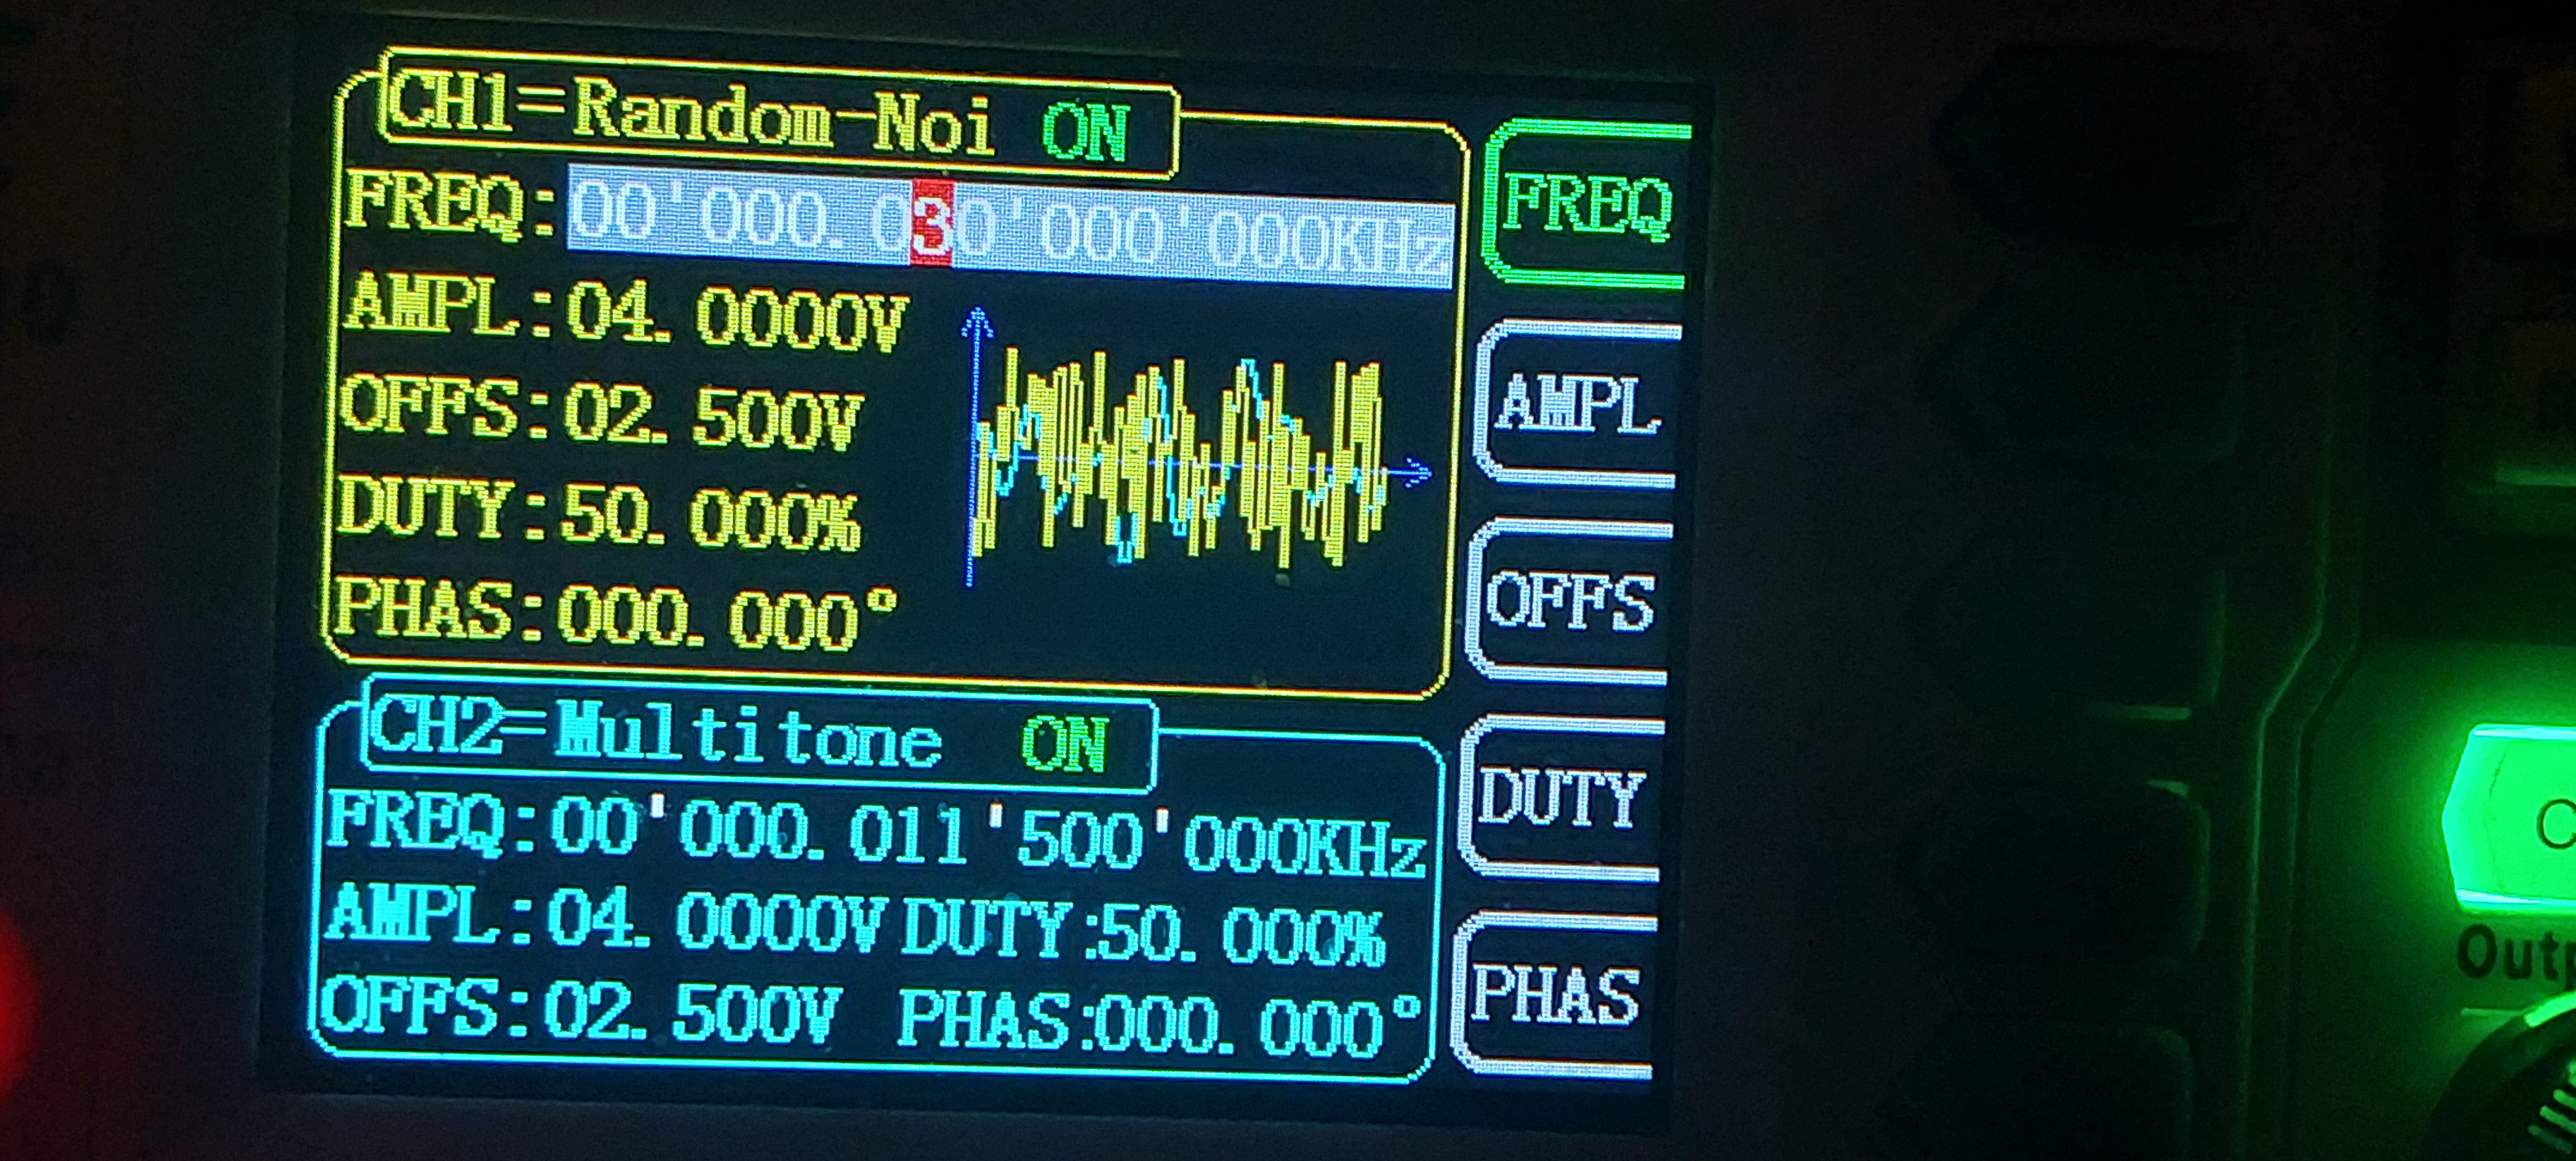 CH1=Random-Noi ON
FREQ:00'000.030'000'000KHz
AMPL:04.0000V
OFFS:02.500V
DUTY:50.000%
PHAS:000.000°
CH2=Multitone ON
FREQ:00'000.011'500'000KHz
AMPL:04.0000V DUTY:50.000%
OFFS:02.500V PHAS:000.000°
FREQ
AMPL
OFFS
DUTY
PHAS